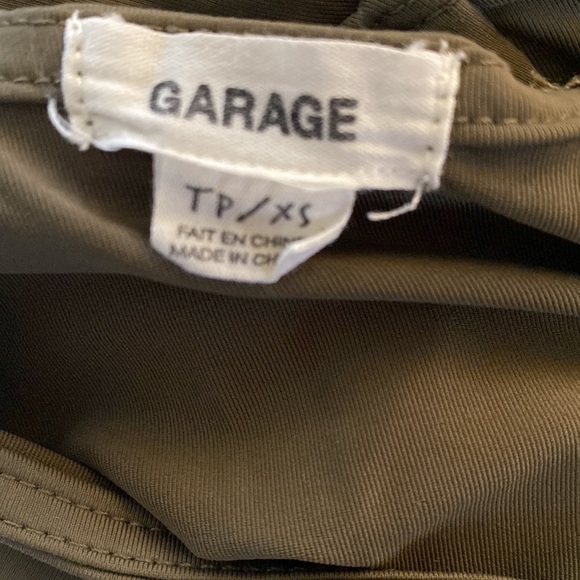 GARAGE
TP/XS
FAIT EN
MADE IN